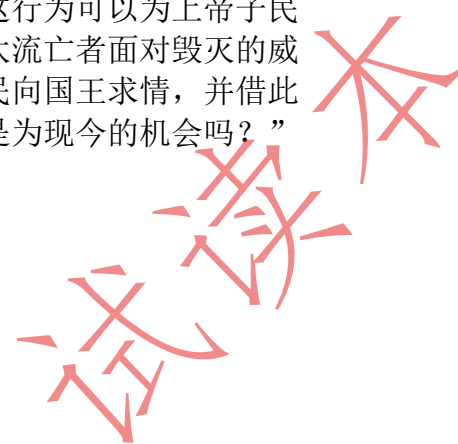 这行为可以为上帝子民
太流亡者面对毁灭的威
民向国王求情，并借此
是为现今的机会吗？”
试读本